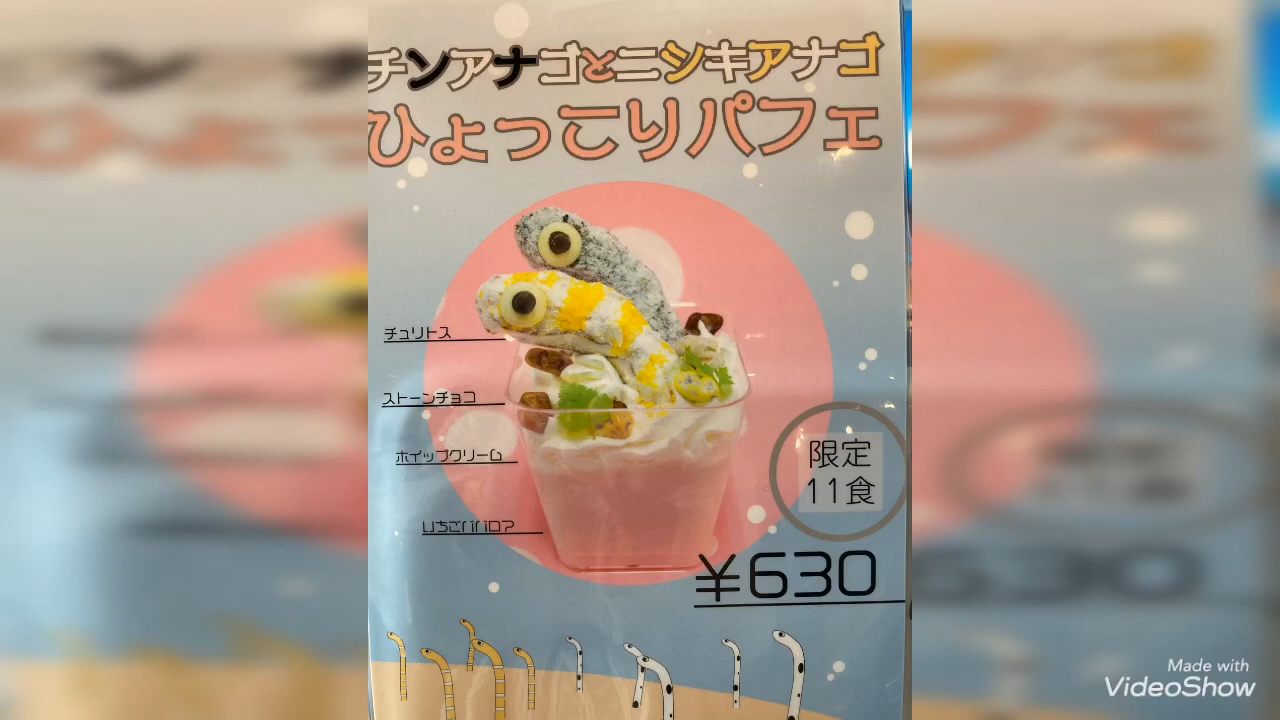 チンアナゴとニシキアナゴ
ひょっこりパフェ
チュリトス
ストーンチョコ
ホイップクリーム
いちごババロア
限定
11食
¥630
Made with
VideoShow